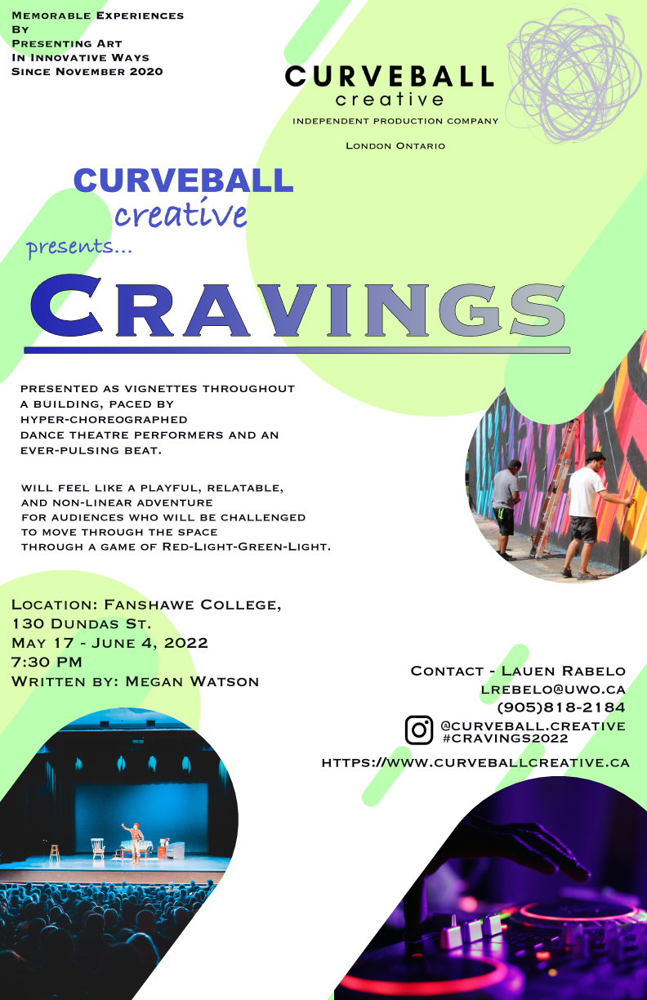 Memorable Experiences
By
Presenting Art
In Innovative Ways
Since November 2020
CURVEBALL
creative
INDEPENDENT PRODUCTION COMPANY
London Ontario
CURVEBALL
creative
presents...
Cravings
PRESENTED AS VIGNETTES THROUGHOUT
A BUILDING, PACED BY
HYPER-CHOREOGRAPHED
DANCE THEATRE PERFORMERS AND AN
EVER-PULSING BEAT.
WILL FEEL LIKE A PLAYFUL, RELATABLE,
AND NON-LINEAR ADVENTURE
FOR AUDIENCES WHO WILL BE CHALLENGED
TO MOVE THROUGH THE SPACE
THROUGH A GAME OF Red-Light-Green-Light.
Location: Fanshawe College,
130 Dundas St.
May 17 - June 4, 2022
7:30 PM
Written by: Megan Watson
Contact - Lauen Rabelo
lrebelo@uwo.ca
(905)818-2184
@curveball.creative
#cravings2022
https://www.curveballcreative.ca